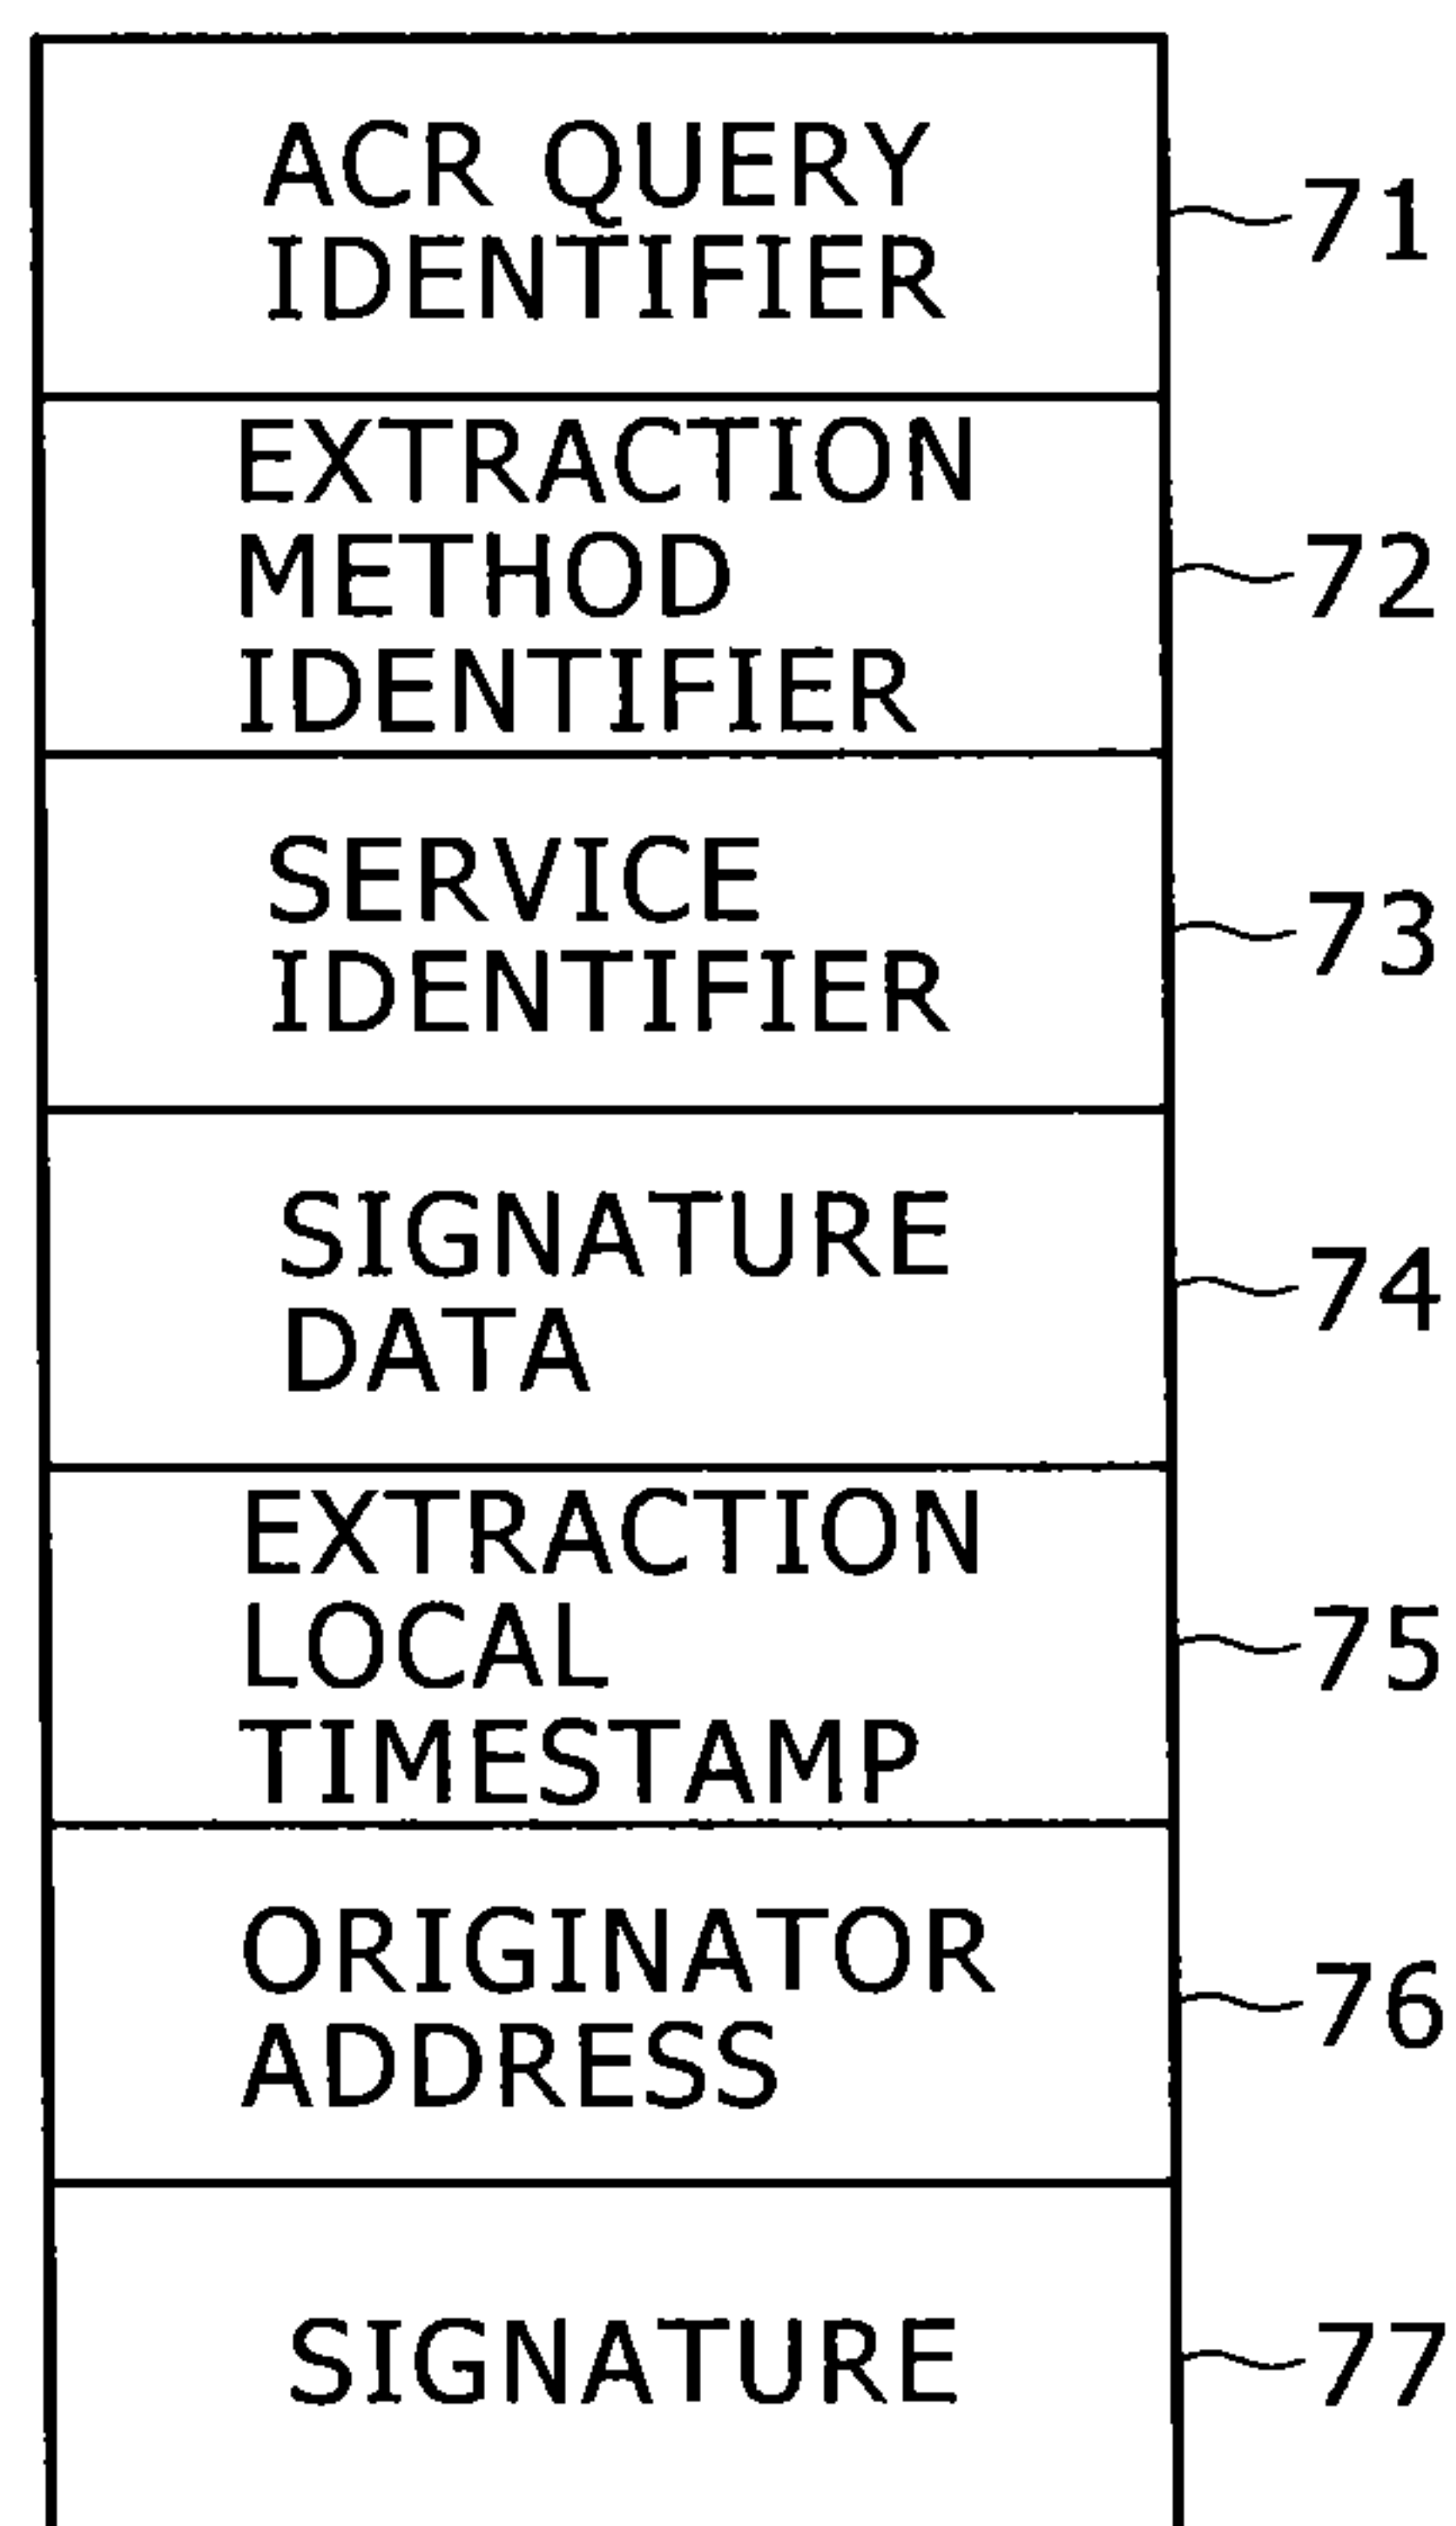 ACR QUERY
IDENTIFIER
71
EXTRACTION
METHOD
IDENTIFIER
72
SERVICE
IDENTIFIER
73
SIGNATURE
DATA
74
EXTRACTION
LOCAL
TIMESTAMP
75
ORIGINATOR
ADDRESS
76
SIGNATURE
77